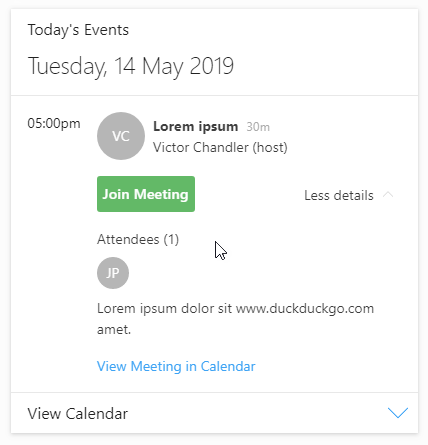 Today's Events
Tuesday, 14 May 2019
05:00pm
VC
Lorem ipsum 30m
Victor Chandler (host)
Join Meeting
Less details
Attendees (1)
JP
Lorem ipsum dolor sit www.duckduckgo.com
amet.
View Meeting in Calendar
View Calendar